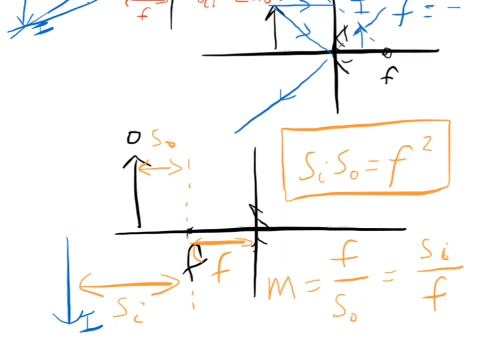 I
f
I
f = -
f
O
S₀
SᵢS₀ = f²
f
f
Sᵢ
I
m = f/S₀ = Sᵢ/f